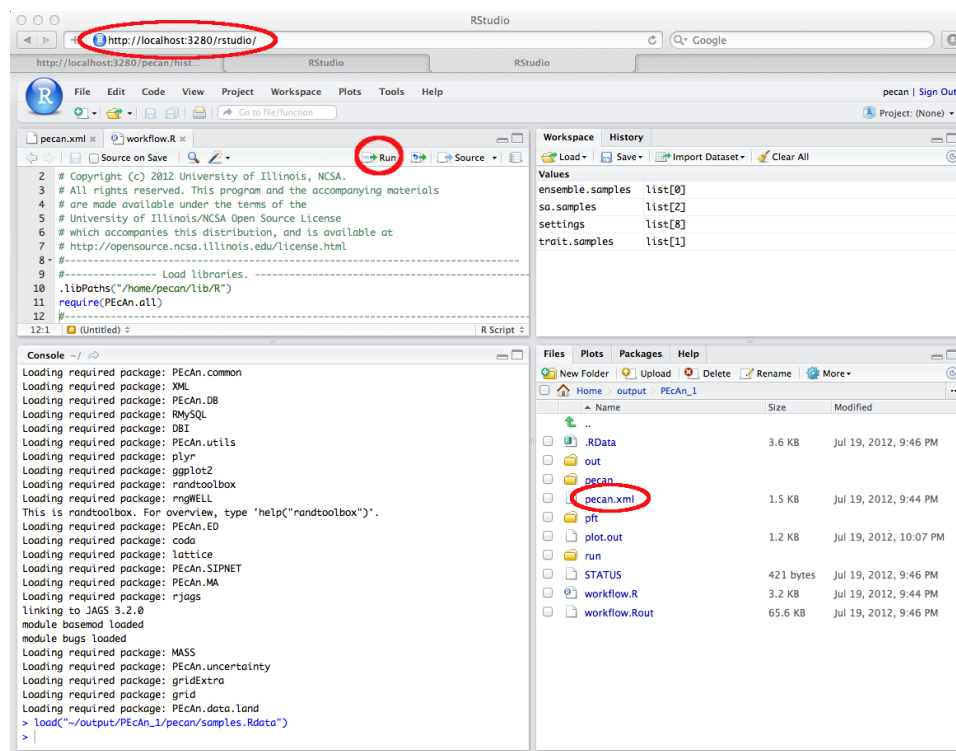 RStudio
http://localhost:3280/rstudio/
Google
http://localhost:3280/pecan/hist...
RStudio
RStudio
R
File Edit Code View Project Workspace Plots Tools Help
pecan | Sign Out
Go to file/function
Project: (None)
pecan.xml
workflow.R
Source on Save
Run
Source
2 # Copyright (c) 2012 University of Illinois, NCSA.
3 # All rights reserved. This program and the accompanying materials
4 # are made available under the terms of the
5 # University of Illinois/NCSA Open Source License
6 # which accompanies this distribution, and is available at
7 # http://opensource.ncsa.illinois.edu/license.html
8 #--------------------------------------------------------------------------------
9 #---------------- Load libraries. ------------------------------------------------
10 .libPaths("/home/pecan/lib/R")
11 require(PEcAn.all)
12 #--------------------------------------------------------------------------------
12:1 (Untitled) R Script
Workspace History
Load Save Import Dataset Clear All
Values
ensemble.samples list[0]
sa.samples list[2]
settings list[8]
trait.samples list[1]
Console ~/
Loading required package: PEcAn.common
Loading required package: XML
Loading required package: PEcAn.DB
Loading required package: RMySQL
Loading required package: DBI
Loading required package: PEcAn.utils
Loading required package: plyr
Loading required package: ggplot2
Loading required package: randtoolbox
Loading required package: rngWELL
This is randtoolbox. For overview, type 'help("randtoolbox")'.
Loading required package: PEcAn.ED
Loading required package: coda
Loading required package: lattice
Loading required package: PEcAn.SIPNET
Loading required package: PEcAn.MA
Loading required package: rjags
linking to JAGS 3.2.0
module basemod loaded
module bugs loaded
Loading required package: MASS
Loading required package: PEcAn.uncertainty
Loading required package: gridExtra
Loading required package: grid
Loading required package: PEcAn.data.land
> load("~/output/PEcAn_1/pecan/samples.Rdata")
>
Files Plots Packages Help
New Folder Upload Delete Rename More
Home output PEcAn_1 ...
Name Size Modified
..
.RData 3.6 KB Jul 19, 2012, 9:46 PM
out
pecan
pecan.xml 1.5 KB Jul 19, 2012, 9:44 PM
pft
plot.out 1.2 KB Jul 19, 2012, 10:07 PM
run
STATUS 421 bytes Jul 19, 2012, 9:46 PM
workflow.R 3.2 KB Jul 19, 2012, 9:44 PM
workflow.Rout 65.6 KB Jul 19, 2012, 9:46 PM